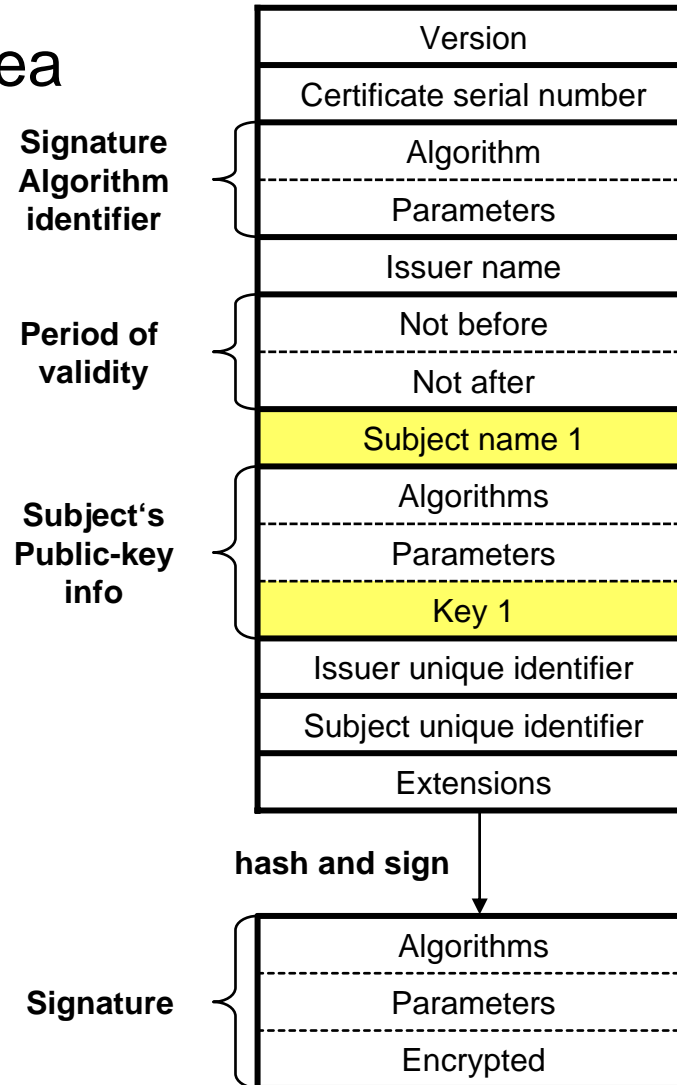 ea
Version
Certificate serial number
Signature
Algorithm
identifier
Algorithm
Parameters
Issuer name
Period of
validity
Not before
Not after
Subject name 1
Subject‘s
Public-key
info
Algorithms
Parameters
Key 1
Issuer unique identifier
Subject unique identifier
Extensions
hash and sign
Signature
Algorithms
Parameters
Encrypted